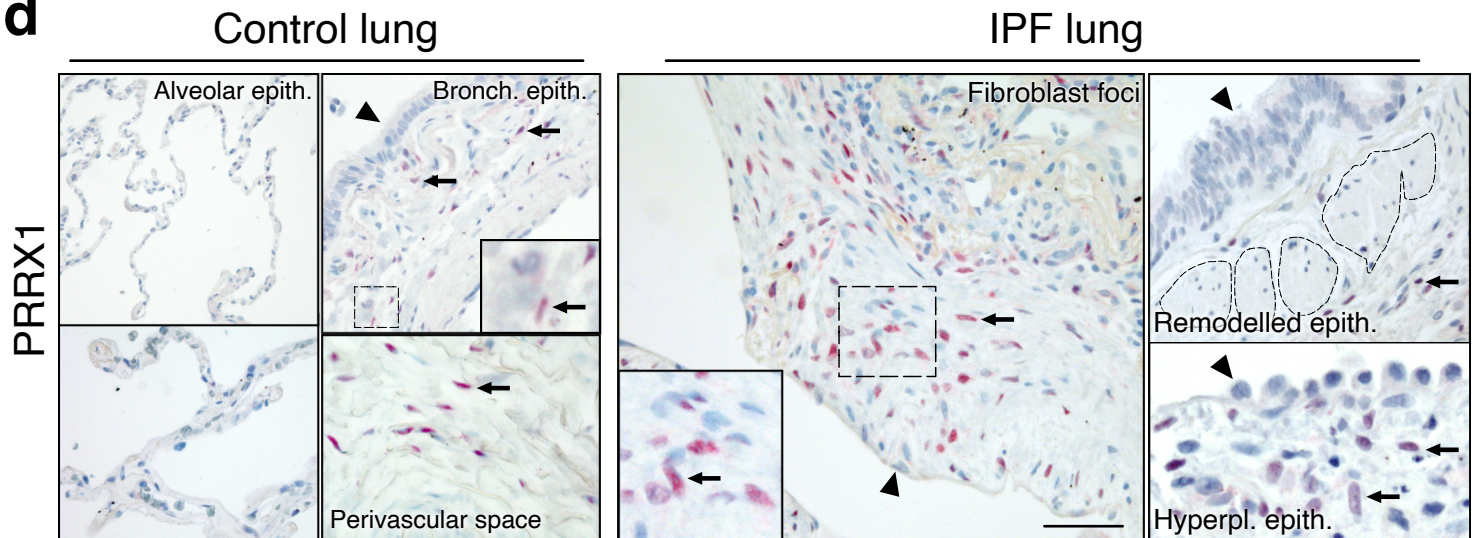 d
Control lung
IPF lung
PRRX1
Alveolar epith.
Bronch. epith.
Fibroblast foci
Remodelled epith.
Perivascular space
Hyperpl. epith.